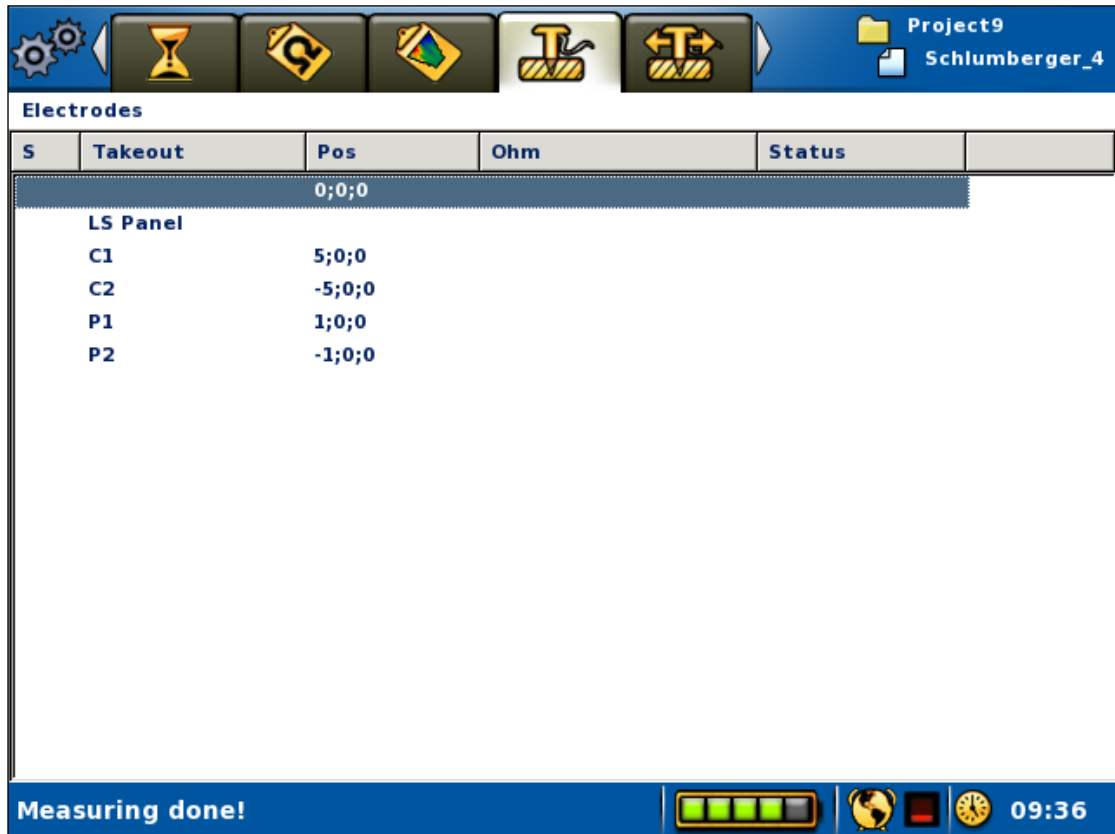 Project9
Schlumberger_4
Electrodes
S Takeout Pos Ohm Status
0;0;0
LS Panel
C1 5;0;0
C2 -5;0;0
P1 1;0;0
P2 -1;0;0
Measuring done! 09:36